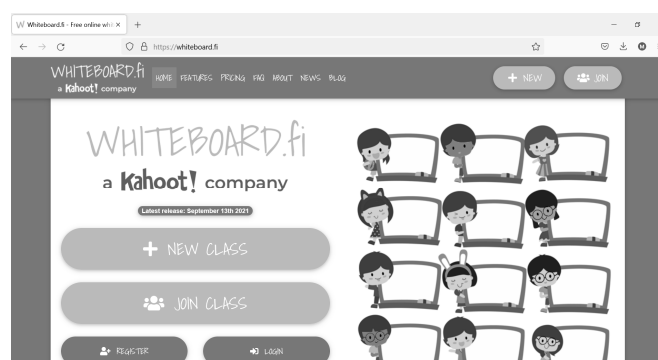 Whiteboard.fi - Free online whit
https://whiteboard.fi
WHITEBOARD.fi
a Kahoot! company
HOME FEATURES PRICING FAQ ABOUT NEWS BLOG
NEW
JOIN
WHITEBOARD.fi
a Kahoot! company
Latest release: September 13th 2021
NEW CLASS
JOIN CLASS
REGISTER
LOGIN